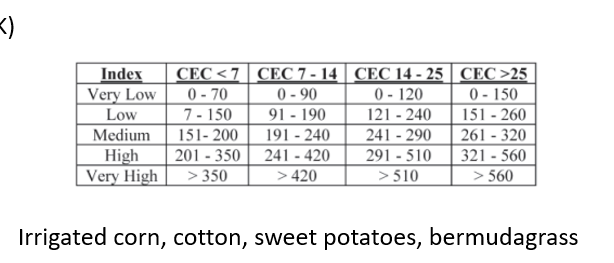 K)
Index CEC < 7 CEC 7 - 14 CEC 14 - 25 CEC >25
Very Low 0 - 70 0 - 90 0 - 120 0 - 150
Low 7 - 150 91 - 190 121 - 240 151 - 260
Medium 151- 200 191 - 240 241 - 290 261 - 320
High 201 - 350 241 - 420 291 - 510 321 - 560
Very High > 350 > 420 > 510 > 560
Irrigated corn, cotton, sweet potatoes, bermudagrass